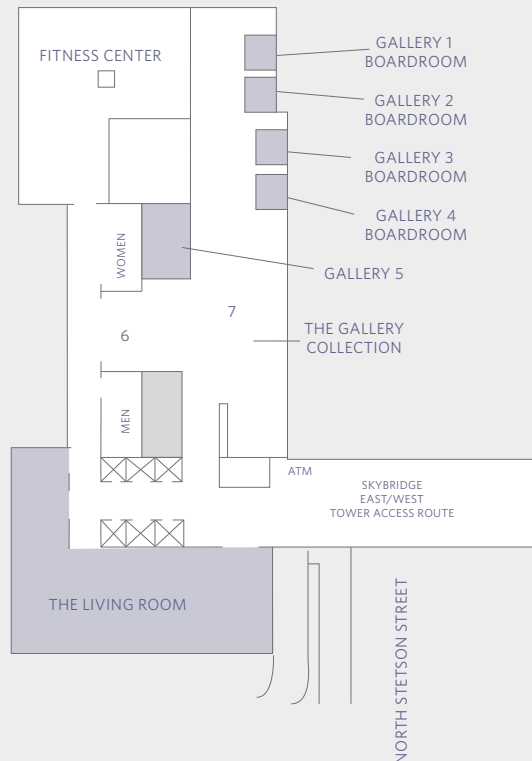 FITNESS CENTER
GALLERY 1
BOARDROOM
GALLERY 2
BOARDROOM
GALLERY 3
BOARDROOM
GALLERY 4
BOARDROOM
WOMEN
GALLERY 5
7
6
THE GALLERY
COLLECTION
MEN
ATM
SKYBRIDGE
EAST/WEST
TOWER ACCESS ROUTE
THE LIVING ROOM
NORTH STETSON STREET